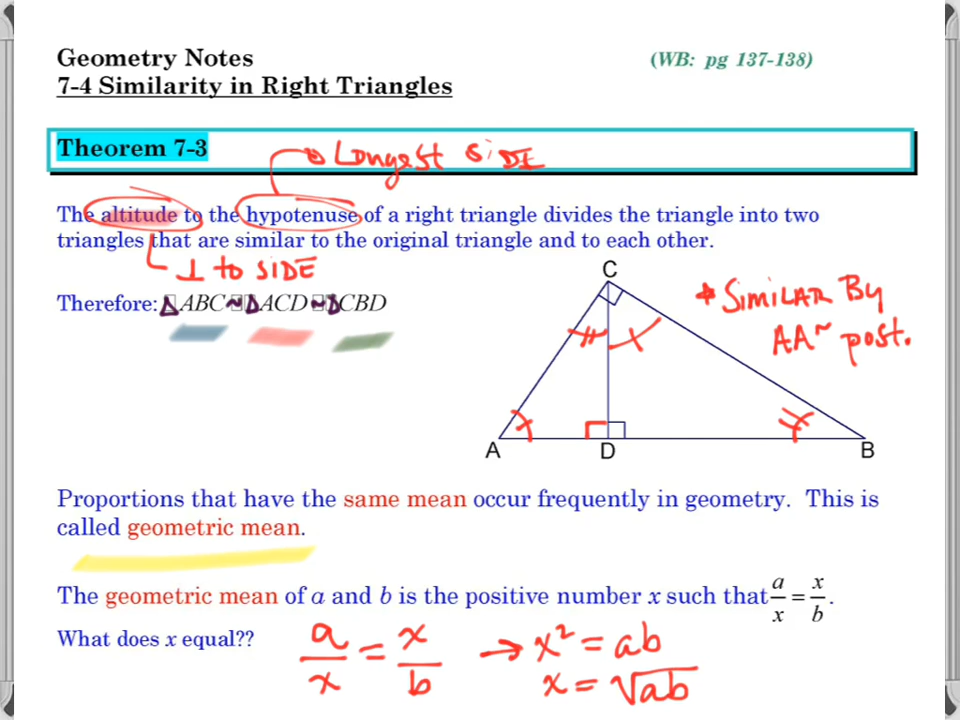 Geometry Notes
(WB: pg 137-138)
7-4 Similarity in Right Triangles
Theorem 7-3
Longest SIDE
The altitude to the hypotenuse of a right triangle divides the triangle into two
triangles that are similar to the original triangle and to each other.
⊥ to SIDE
Therefore: △ABC ~ △ACD ~ △CBD
C
* SIMILAR By
AA~ post.
A
D
B
Proportions that have the same mean occur frequently in geometry. This is
called geometric mean.
The geometric mean of a and b is the positive number x such that a/x = x/b.
What does x equal??
a/x = x/b → x² = ab
x = √ab